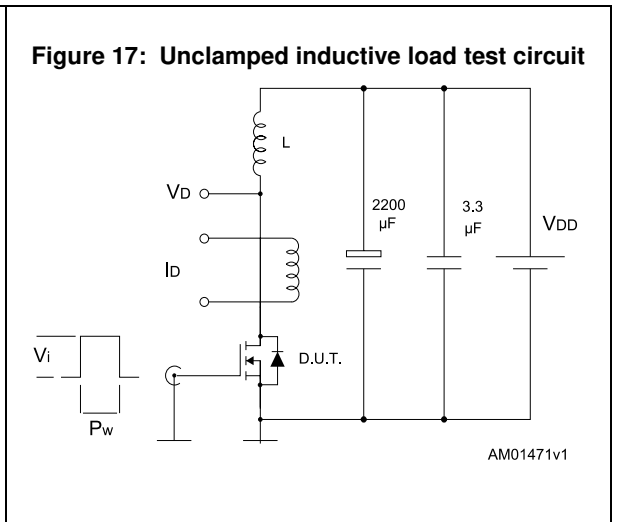 Figure 17: Unclamped inductive load test circuit
L
VD
2200
µF
3.3
µF
VDD
ID
Vi
D.U.T.
Pw
AM01471v1